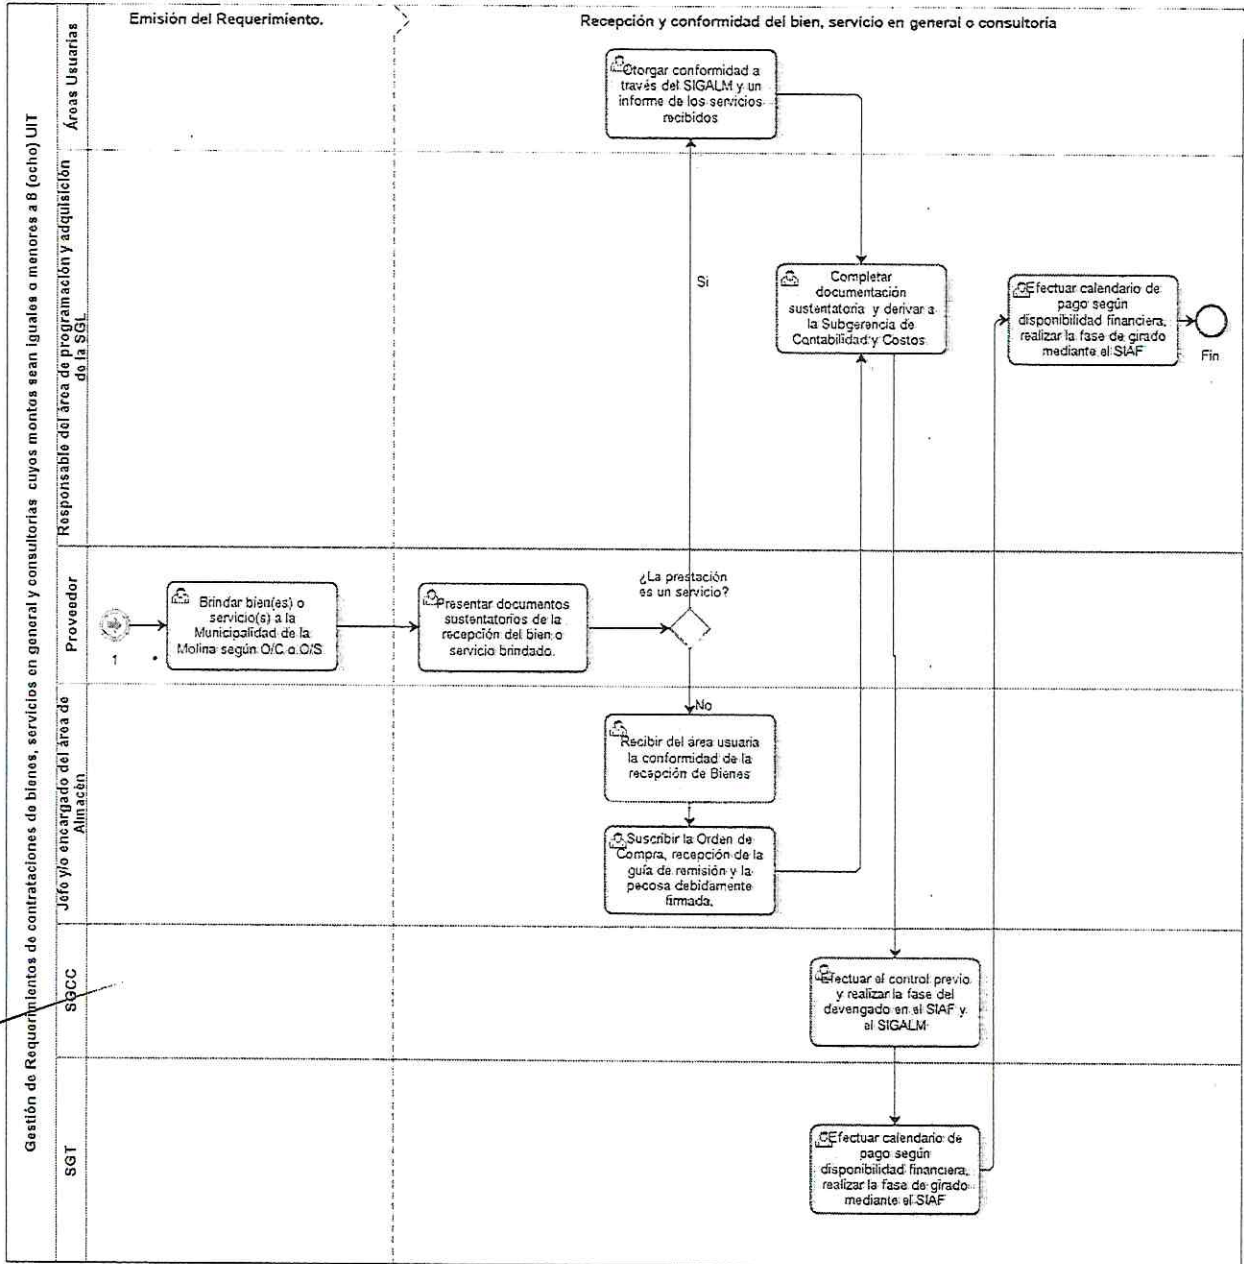 Emisión del Requerimiento.
Recepción y conformidad del bien, servicio en general o consultoría
Gestión de Requerimientos de contrataciones de bienes, servicios en general y consultorías cuyos montos sean iguales o menores a 8 (ocho) UIT
Áreas Usuarias
Otorgar conformidad a
través del SIGALM y un
informe de los servicios
recibidos
Responsable del área de programación y adquisición
de la SGL
Si
Completar
documentación
sustentatoria y derivar a
la Subgerencia de
Contabilidad y Costos
Efectuar calendario de
pago según
disponibilidad financiera,
realizar la fase de girado
mediante el SIAF
Fin
Proveedor
1
Brindar bien(es) o
servicio(s) a la
Municipalidad de la
Molina según O/C o O/S
Presentar documentos
sustentatorios de la
recepción del bien o
servicio brindado.
¿La prestación
es un servicio?
Jefe y/o encargado del área de
Almacén
No
Recibir del área usuaria
la conformidad de la
recepción de Bienes
Suscribir la Orden de
Compra, recepción de la
guía de remisión y la
pecosa debidamente
firmada.
SGCC
Efectuar el control previo
y realizar la fase del
devengado en el SIAF y
el SIGALM
SGT
Efectuar calendario de
pago según
disponibilidad financiera,
realizar la fase de girado
mediante el SIAF